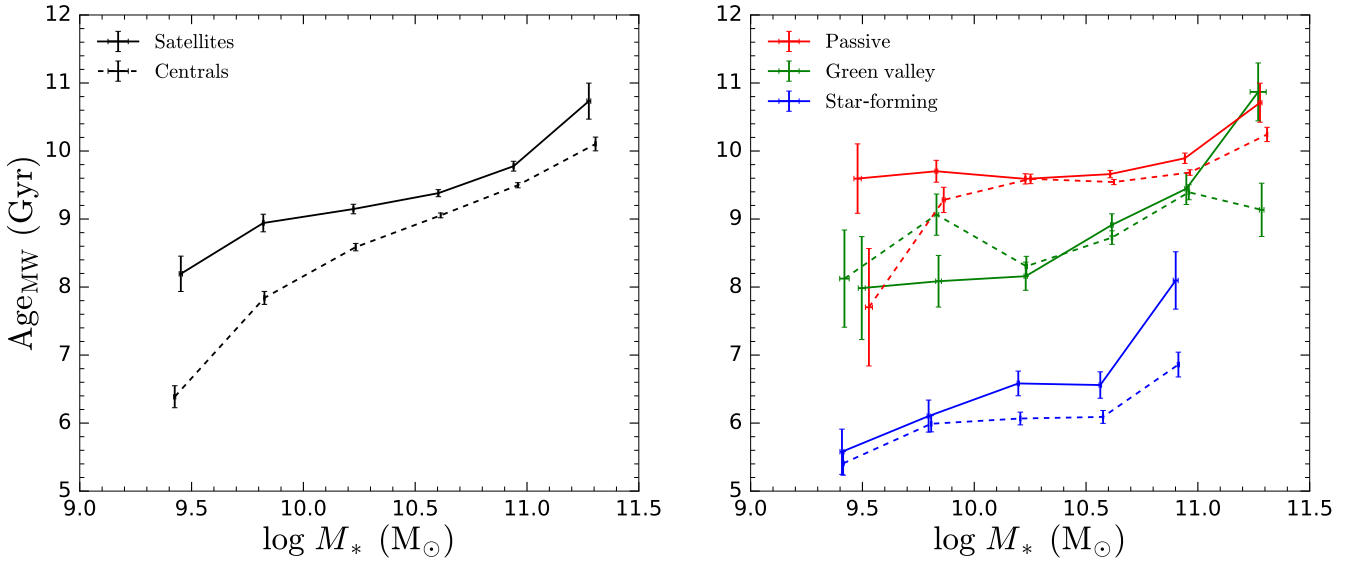 12
11
10
9
8
7
6
5
9.0 9.5 10.0 10.5 11.0 11.5
Age_MW (Gyr)
log M_* (M_⊙)
Satellites
Centrals
12
11
10
9
8
7
6
5
9.0 9.5 10.0 10.5 11.0 11.5
log M_* (M_⊙)
Passive
Green valley
Star-forming